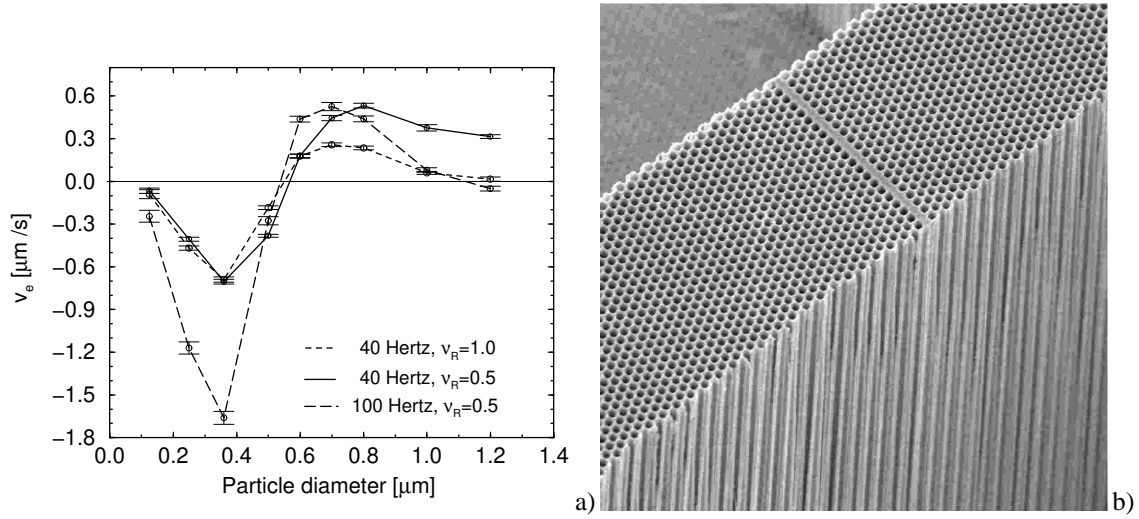 0.6
0.3
0.0
−0.3
−0.6
−0.9
−1.2
−1.5
−1.8
v_e [μm/s]
40 Hertz, ν_R=1.0
40 Hertz, ν_R=0.5
100 Hertz, ν_R=0.5
0.0 0.2 0.4 0.6 0.8 1.0 1.2 1.4
Particle diameter [μm]
a)
b)